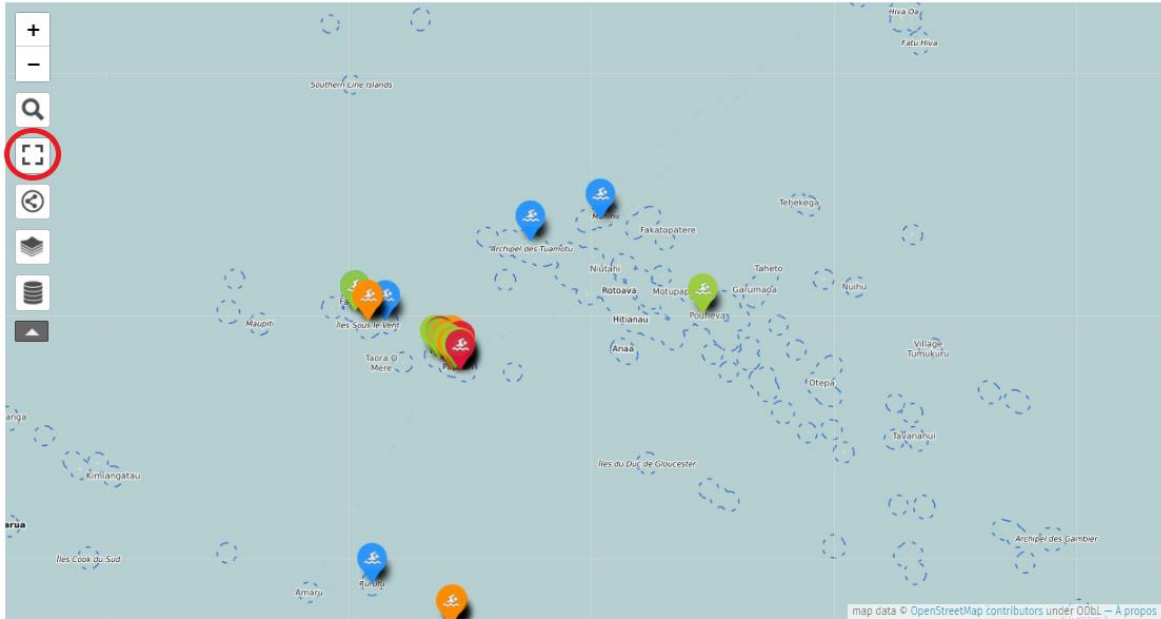 +
Hiva Oa
Fatu Hiva
−
Southern Line Islands
Tehekega
Fakatopatere
Archipel des Tuamotu
Niutahi
Taheto
Rotoava
Garumaoa
Nuihu
Maupiti
Îles Sous-le-Vent
Hitianau
Anaa
Village
Tumukuru
Taora O
Mere
Otepa
Tavananui
Îles du Duc de Gloucester
Kimiangatau
arua
Îles Cook du Sud
Archipel des Gambier
Amaru
Rurutu
map data © OpenStreetMap contributors under ODbL — À propos